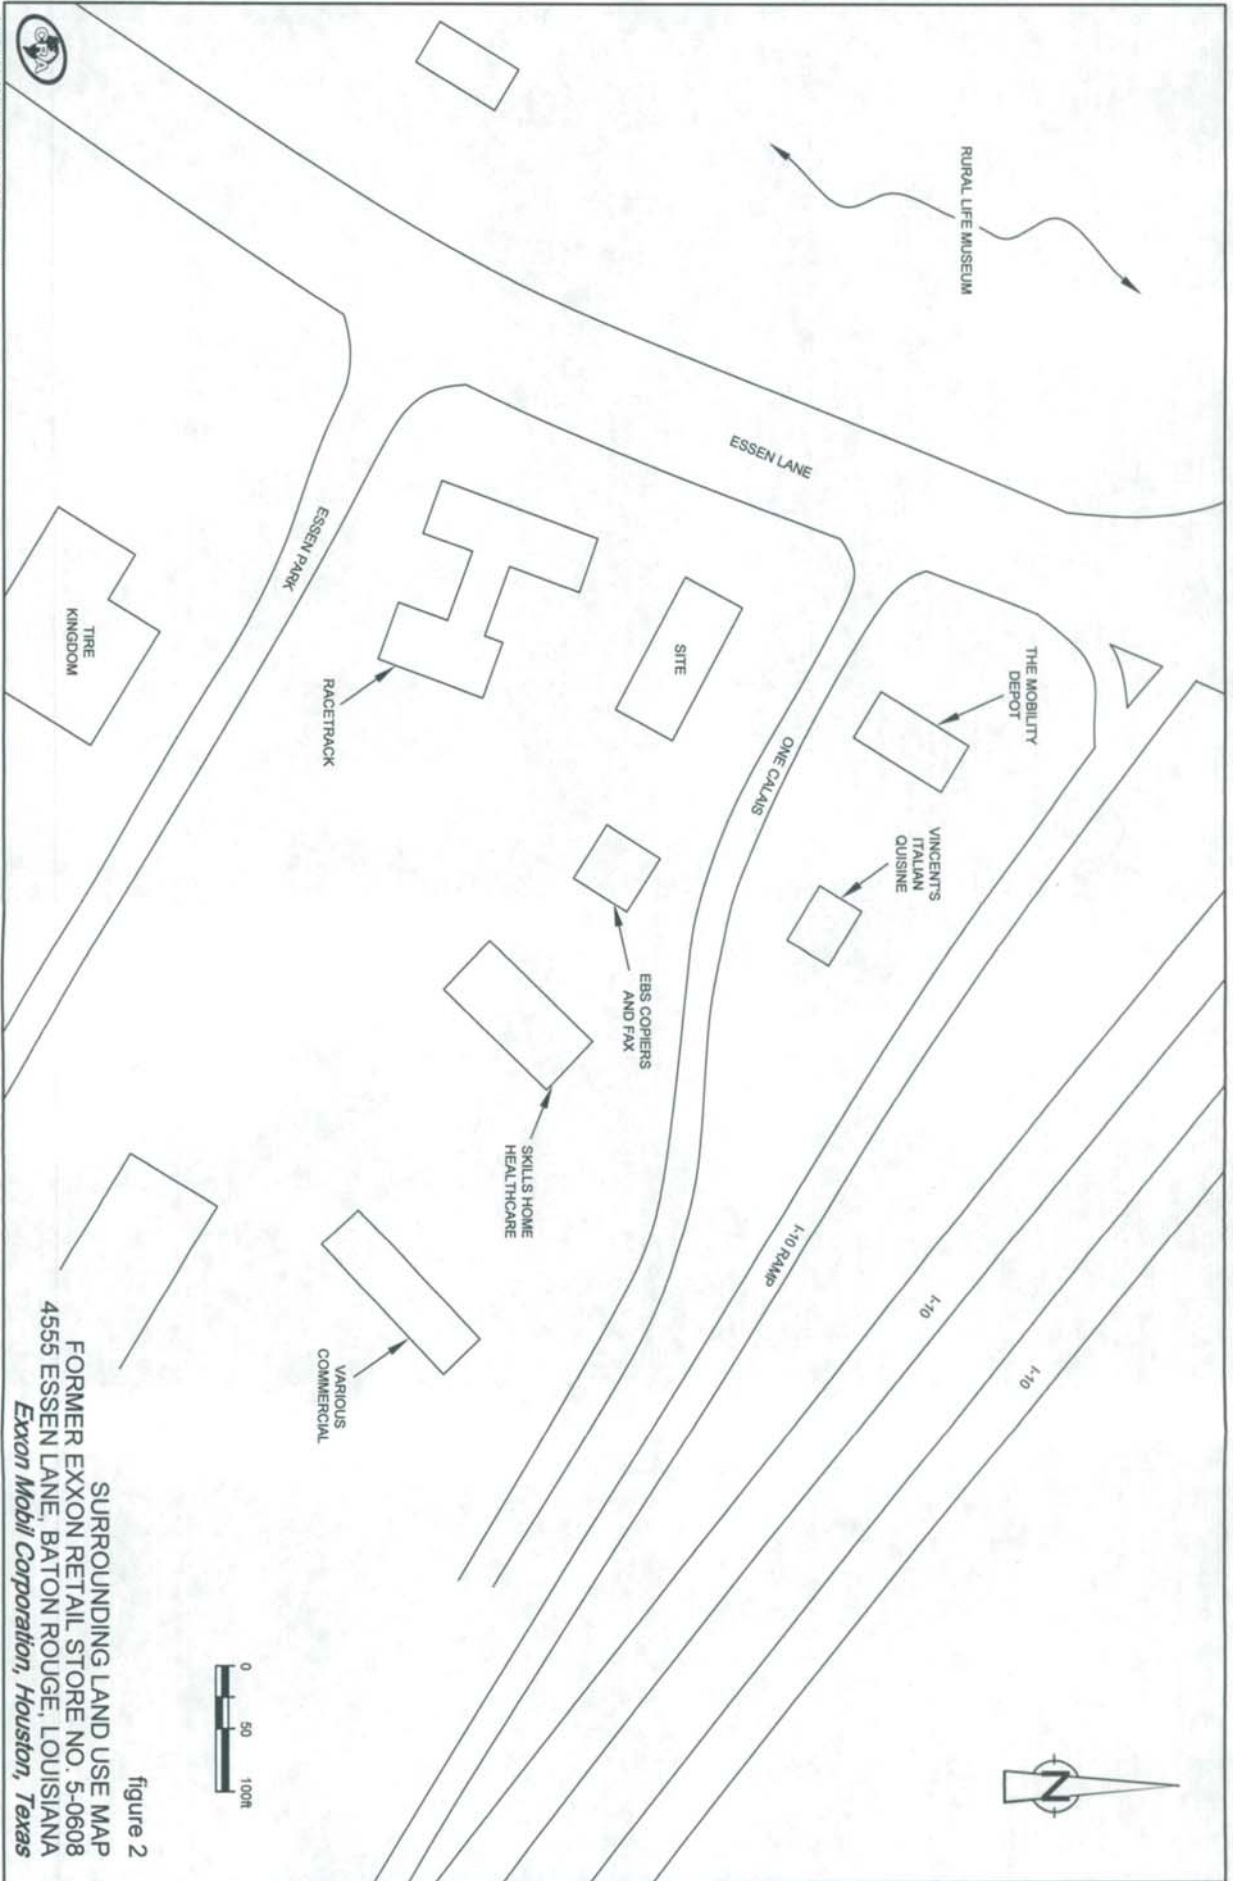 RURAL LIFE MUSEUM
THE MOBILITY
DEPOT
VINCENT'S
ITALIAN
QUISINE
ESSEN LANE
ONE CALAIS
SITE
EBS COPIERS
AND FAX
SKILLS HOME
HEALTHCARE
RACETRACK
ESSEN PARK
TIRE
KINGDOM
VARIOUS
COMMERCIAL
I-10 RAMP
I-10
I-10
N
0 50 100ft
figure 2
SURROUNDING LAND USE MAP
FORMER EXXON RETAIL STORE NO. 5-0608
4555 ESSEN LANE, BATON ROUGE, LOUISIANA
Exxon Mobil Corporation, Houston, Texas
CRA